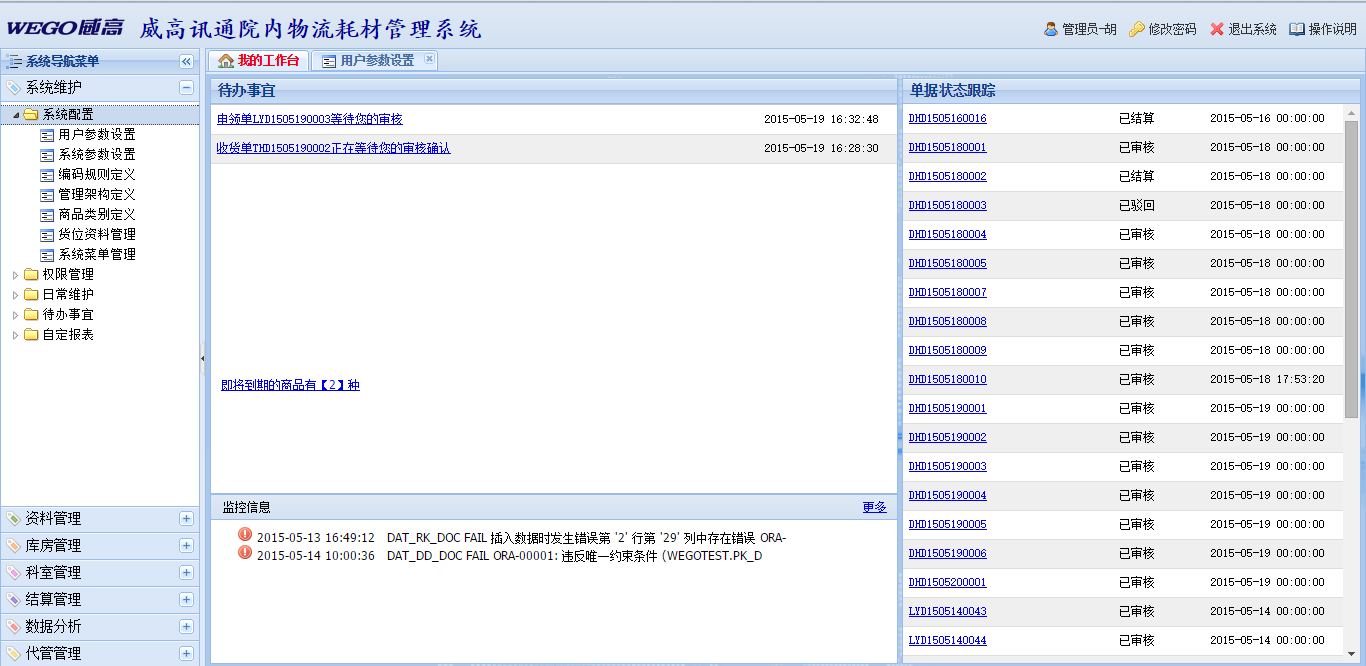 WEGO威高 威高讯通院内物流耗材管理系统
管理员-胡 修改密码 退出系统 操作说明
系统导航菜单
系统维护
系统配置
用户参数设置
系统参数设置
编码规则定义
管理架构定义
商品类别定义
货位资料管理
系统菜单管理
权限管理
日常维护
待办事宜
自定报表
资料管理
库房管理
科室管理
结算管理
数据分析
代管管理
我的工作台 用户参数设置
待办事宜
申领单LYD1505190003等待您的审核 2015-05-19 16:32:48
收货单THD1505190002正在等待您的审核确认 2015-05-19 16:28:30
即将到期的商品有【2】种
监控信息 更多
2015-05-13 16:49:12 DAT_RK_DOC FAIL 插入数据时发生错误第 '2' 行第 '29' 列中存在错误 ORA-
2015-05-14 10:00:36 DAT_DD_DOC FAIL ORA-00001: 违反唯一约束条件 (WEGOTEST.PK_D
单据状态跟踪
DHD1505160016 已结算 2015-05-16 00:00:00
DHD1505180001 已审核 2015-05-18 00:00:00
DHD1505180002 已结算 2015-05-18 00:00:00
DHD1505180003 已驳回 2015-05-18 00:00:00
DHD1505180004 已审核 2015-05-18 00:00:00
DHD1505180005 已审核 2015-05-18 00:00:00
DHD1505180007 已审核 2015-05-18 00:00:00
DHD1505180008 已审核 2015-05-18 00:00:00
DHD1505180009 已审核 2015-05-18 00:00:00
DHD1505180010 已审核 2015-05-18 17:53:20
DHD1505190001 已审核 2015-05-19 00:00:00
DHD1505190002 已审核 2015-05-19 00:00:00
DHD1505190003 已审核 2015-05-19 00:00:00
DHD1505190004 已审核 2015-05-19 00:00:00
DHD1505190005 已审核 2015-05-19 00:00:00
DHD1505190006 已审核 2015-05-19 00:00:00
DHD1505200001 已审核 2015-05-19 00:00:00
LYD1505140043 已审核 2015-05-14 00:00:00
LYD1505140044 已审核 2015-05-14 00:00:00